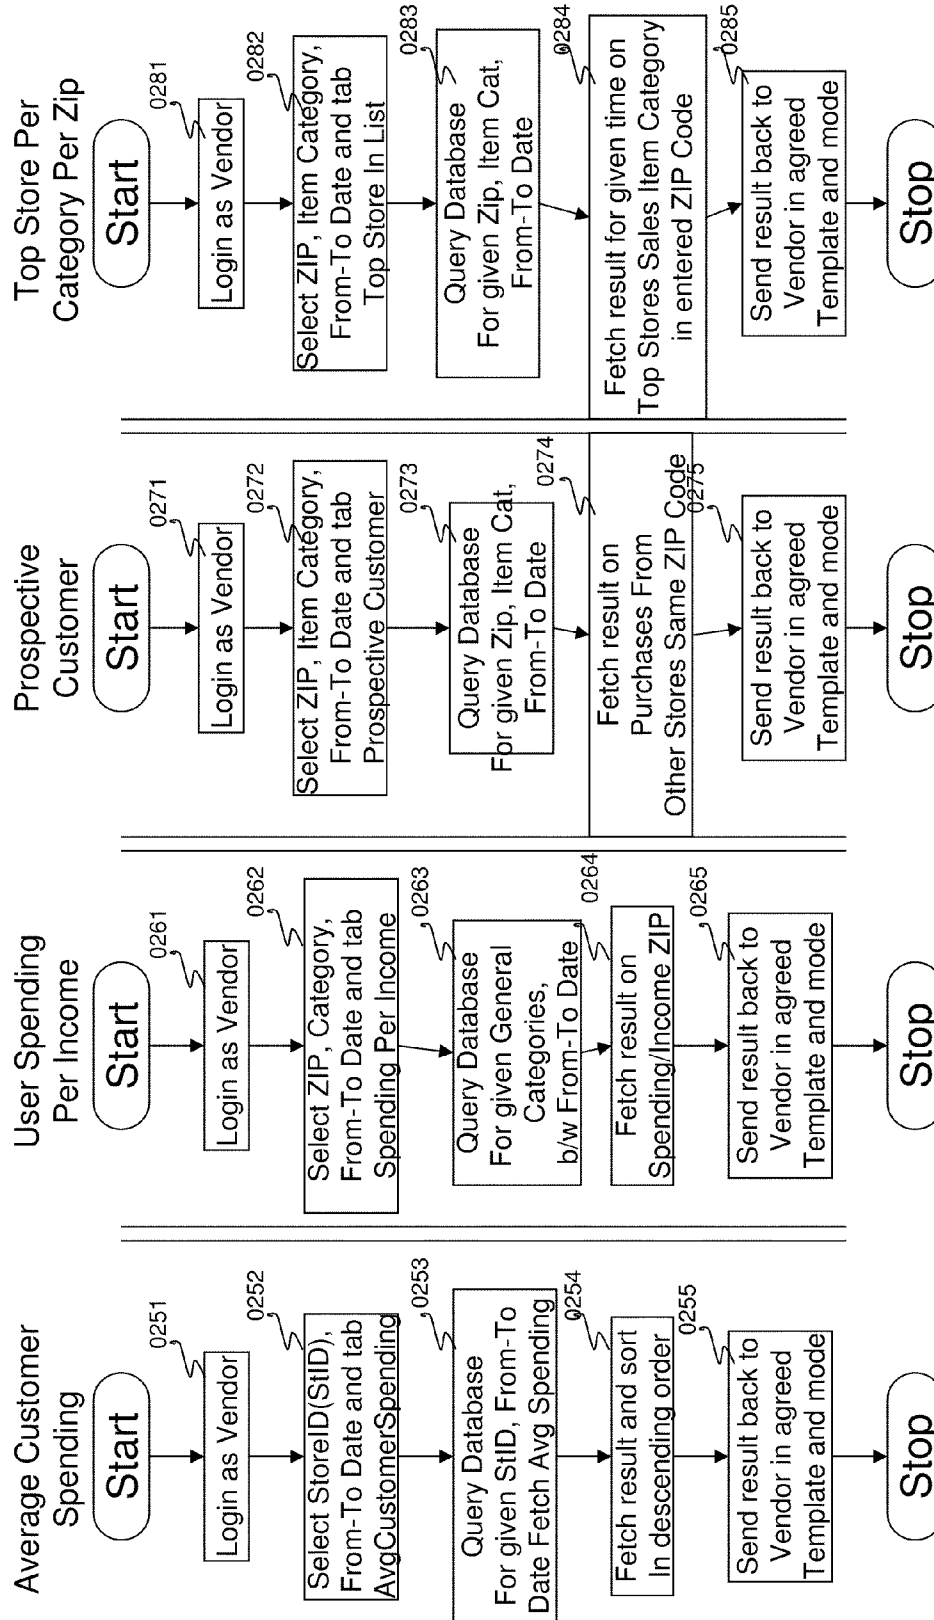 Average Customer
Spending
Start
0251
Login as Vendor
0252
Select StoreID(StID),
From-To Date and tab
AvgCustomerSpending
0253
Query Database
For given StID, From-To
Date Fetch Avg Spending
0254
Fetch result and sort
In descending order
0255
Send result back to
Vendor in agreed
Template and mode
Stop
User Spending
Per Income
Start
0261
Login as Vendor
0262
Select ZIP, Category,
From-To Date and tab
Spending Per Income
0263
Query Database
For given General
Categories,
b/w From-To Date
0264
Fetch result on
Spending/Income ZIP
0265
Send result back to
Vendor in agreed
Template and mode
Stop
Prospective
Customer
Start
0271
Login as Vendor
0272
Select ZIP, Item Category,
From-To Date and tab
Prospective Customer
0273
Query Database
For given Zip, Item Cat,
From-To Date
0274
Fetch result on
Purchases From
Other Stores Same ZIP Code
0275
Send result back to
Vendor in agreed
Template and mode
Stop
Top Store Per
Category Per Zip
Start
0281
Login as Vendor
0282
Select ZIP, Item Category,
From-To Date and tab
Top Store In List
0283
Query Database
For given Zip, Item Cat,
From-To Date
0284
Fetch result for given time on
Top Stores Sales Item Category
in entered ZIP Code
0285
Send result back to
Vendor in agreed
Template and mode
Stop